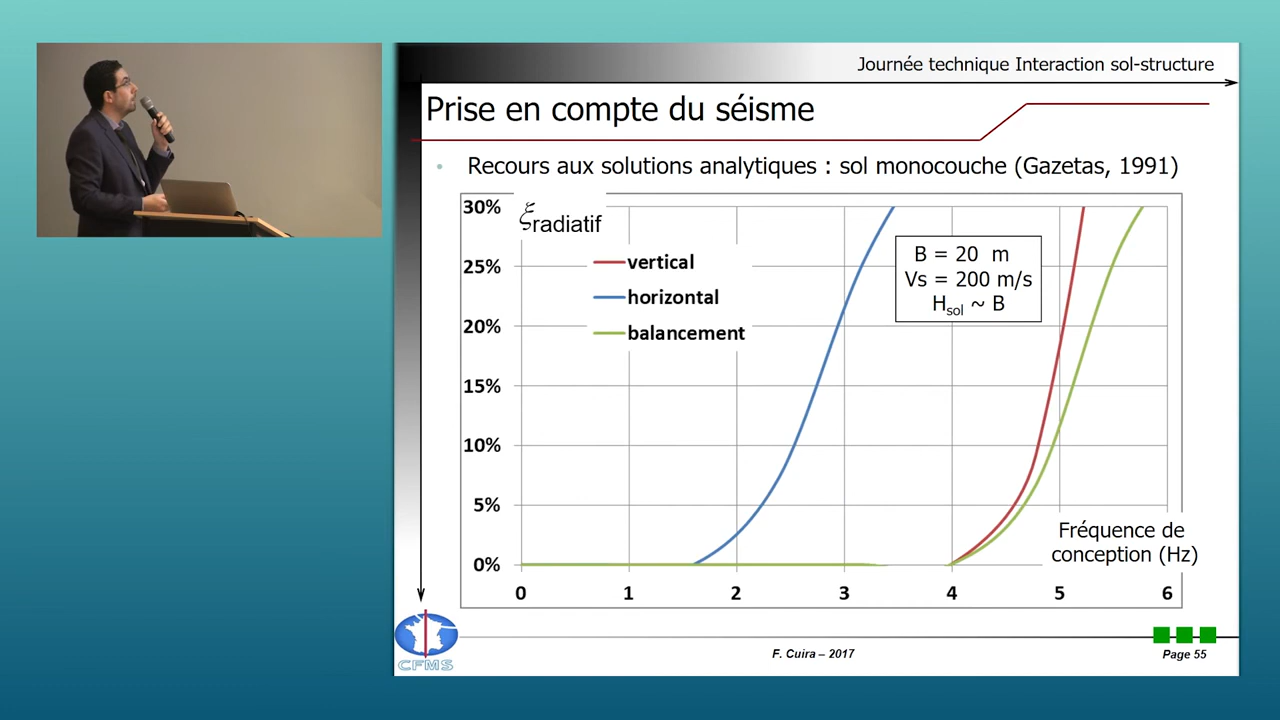 Journée technique Interaction sol-structure
Prise en compte du séisme
• Recours aux solutions analytiques : sol monocouche (Gazetas, 1991)
30%
25%
20%
15%
10%
5%
0%
ξradiatif
vertical
horizontal
balancement
B = 20 m
Vs = 200 m/s
Hsol ~ B
Fréquence de
conception (Hz)
0 1 2 3 4 5 6
CFMS
F. Cuira – 2017
Page 55